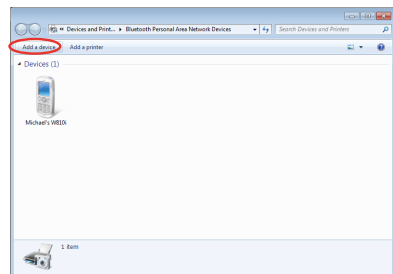 « Devices and Print... ▸ Bluetooth Personal Area Network Devices
Search Devices and Printers
Add a device
Add a printer
Devices (1)
Michael's W810i
1 item